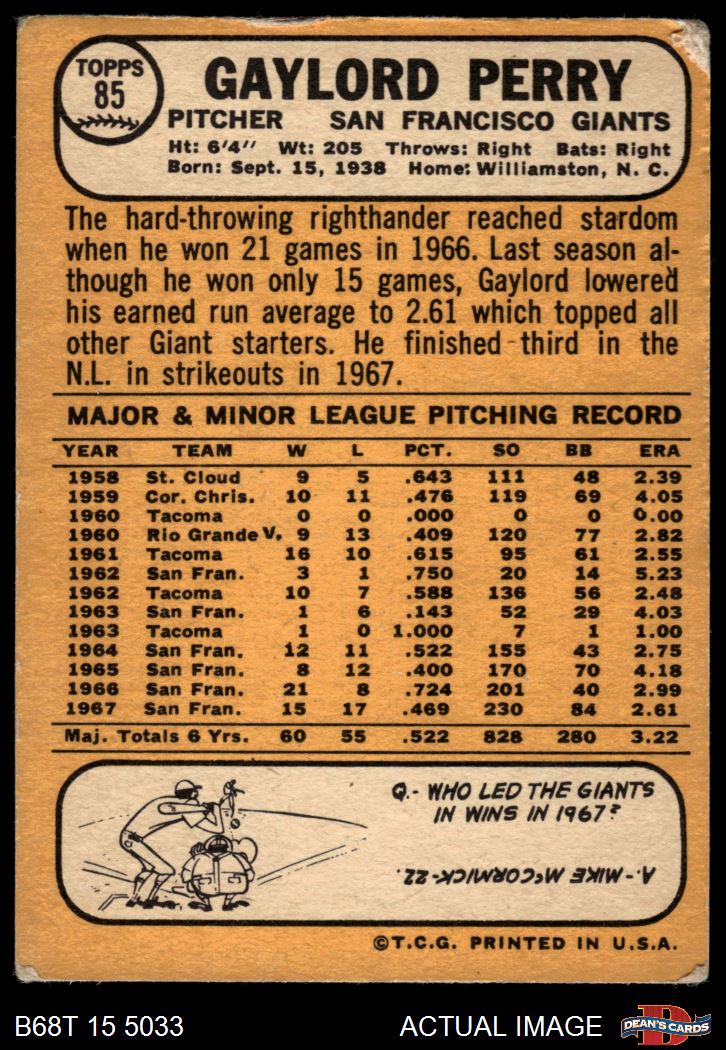 TOPPS
85
GAYLORD PERRY
PITCHER SAN FRANCISCO GIANTS
Ht: 6'4" Wt: 205 Throws: Right Bats: Right
Born: Sept. 15, 1938 Home: Williamston, N. C.
The hard-throwing righthander reached stardom
when he won 21 games in 1966. Last season al-
though he won only 15 games, Gaylord lowered
his earned run average to 2.61 which topped all
other Giant starters. He finished third in the
N.L. in strikeouts in 1967.
MAJOR & MINOR LEAGUE PITCHING RECORD
YEAR TEAM W L PCT. SO BB ERA
1958 St. Cloud 9 5 .643 111 48 2.39
1959 Cor. Chris. 10 11 .476 119 69 4.05
1960 Tacoma 0 0 .000 0 0 0.00
1960 Rio Grande V. 9 13 .409 120 77 2.82
1961 Tacoma 16 10 .615 95 61 2.55
1962 San Fran. 3 1 .750 20 14 5.23
1962 Tacoma 10 7 .588 136 56 2.48
1963 San Fran. 1 6 .143 52 29 4.03
1963 Tacoma 1 0 1.000 7 1 1.00
1964 San Fran. 12 11 .522 155 43 2.75
1965 San Fran. 8 12 .400 170 70 4.18
1966 San Fran. 21 8 .724 201 40 2.99
1967 San Fran. 15 17 .469 230 84 2.61
Maj. Totals 6 Yrs. 60 55 .522 828 280 3.22
Q.- WHO LED THE GIANTS
IN WINS IN 1967?
A.- MIKE McCORMICK-22.
©T.C.G. PRINTED IN U.S.A.
B68T 15 5033 ACTUAL IMAGE
D
DEAN'S CARDS